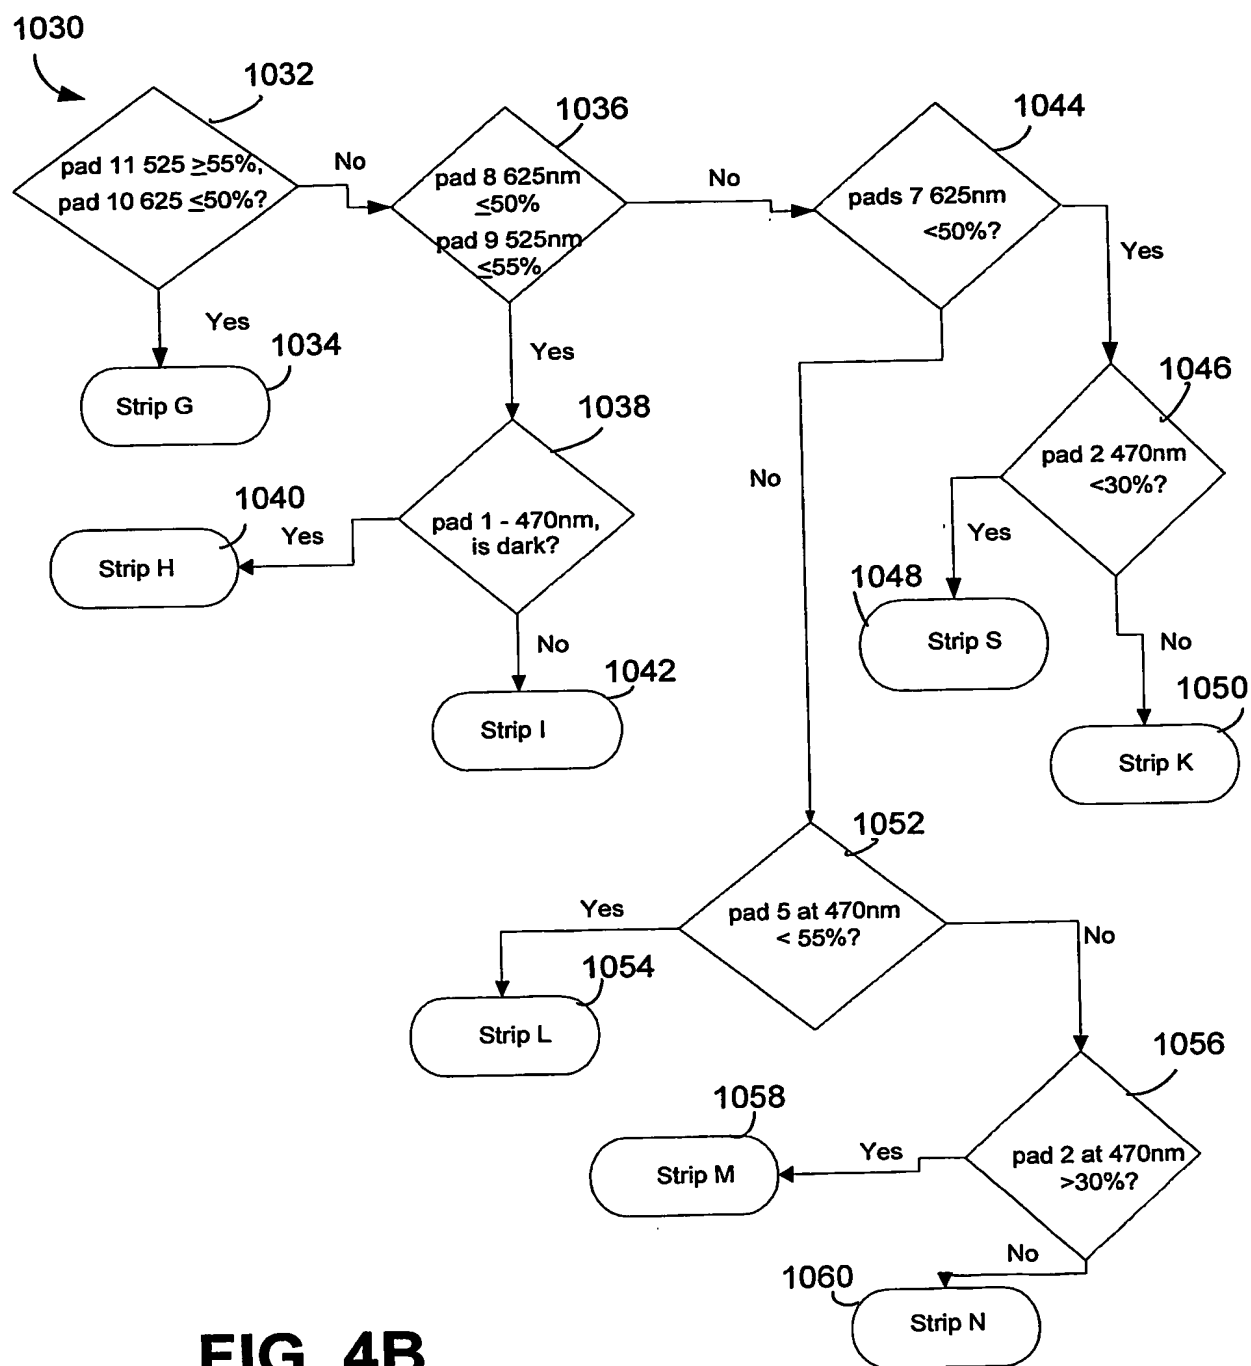 1030
1032
pad 11 525 ≥55%,
pad 10 625 ≤50%?
No
Yes
1034
Strip G
1036
pad 8 625nm
≤50%
pad 9 525nm
≤55%
No
Yes
1038
pad 1 - 470nm,
is dark?
Yes
1040
Strip H
No
1042
Strip I
1044
pads 7 625nm
<50%?
Yes
No
1046
pad 2 470nm
<30%?
Yes
1048
Strip S
No
1050
Strip K
1052
pad 5 at 470nm
< 55%?
Yes
1054
Strip L
No
1056
pad 2 at 470nm
>30%?
Yes
1058
Strip M
No
1060
Strip N
FIG. 4B